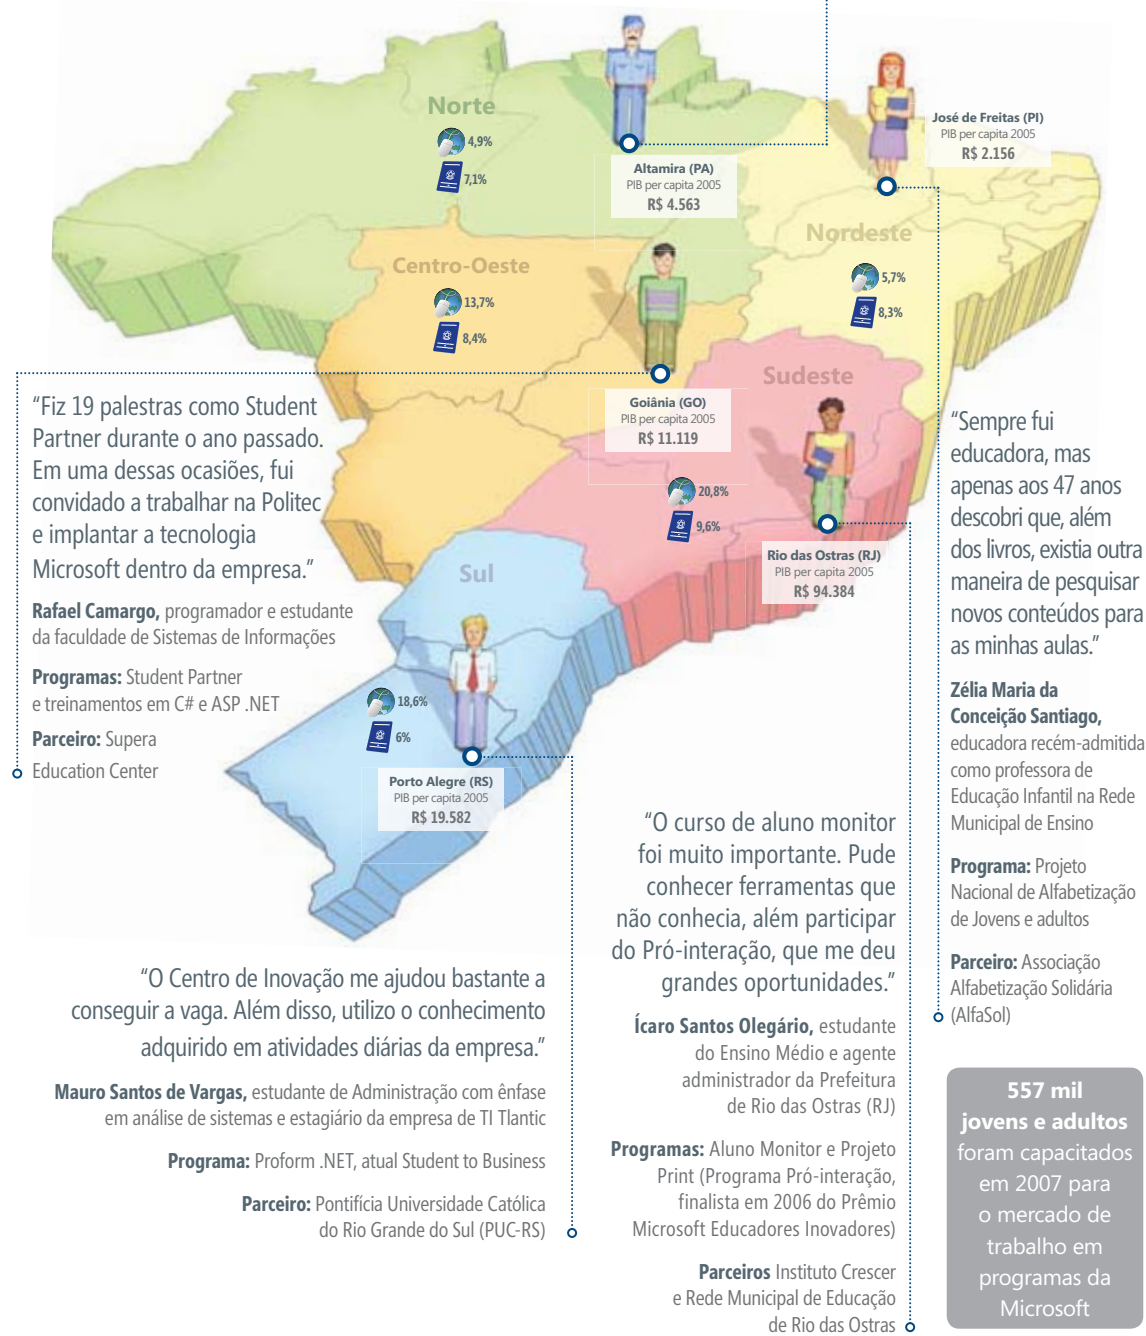 Norte
4,9%
7,1%
Altamira (PA)
PIB per capita 2005
R$ 4.563
José de Freitas (PI)
PIB per capita 2005
R$ 2.156
Nordeste
5,7%
8,3%
Centro-Oeste
13,7%
8,4%
Goiânia (GO)
PIB per capita 2005
R$ 11.119
Sudeste
20,8%
9,6%
Rio das Ostras (RJ)
PIB per capita 2005
R$ 94.384
Sul
18,6%
6%
Porto Alegre (RS)
PIB per capita 2005
R$ 19.582
“Fiz 19 palestras como Student
Partner durante o ano passado.
Em uma dessas ocasiões, fui
convidado a trabalhar na Politec
e implantar a tecnologia
Microsoft dentro da empresa.”
Rafael Camargo, programador e estudante
da faculdade de Sistemas de Informações
Programas: Student Partner
e treinamentos em C# e ASP .NET
Parceiro: Supera
Education Center
“Sempre fui
educadora, mas
apenas aos 47 anos
descobri que, além
dos livros, existia outra
maneira de pesquisar
novos conteúdos para
as minhas aulas.”
Zélia Maria da
Conceição Santiago,
educadora recém-admitida
como professora de
Educação Infantil na Rede
Municipal de Ensino
Programa: Projeto
Nacional de Alfabetização
de Jovens e adultos
Parceiro: Associação
Alfabetização Solidária
(AlfaSol)
“O Centro de Inovação me ajudou bastante a
conseguir a vaga. Além disso, utilizo o conhecimento
adquirido em atividades diárias da empresa.”
Mauro Santos de Vargas, estudante de Administração com ênfase
em análise de sistemas e estagiário da empresa de TI Tlantic
Programa: Proform .NET, atual Student to Business
Parceiro: Pontifícia Universidade Católica
do Rio Grande do Sul (PUC-RS)
“O curso de aluno monitor
foi muito importante. Pude
conhecer ferramentas que
não conhecia, além participar
do Pró-interação, que me deu
grandes oportunidades.”
Ícaro Santos Olegário, estudante
do Ensino Médio e agente
administrador da Prefeitura
de Rio das Ostras (RJ)
Programas: Aluno Monitor e Projeto
Print (Programa Pró-interação,
finalista em 2006 do Prêmio
Microsoft Educadores Inovadores)
Parceiros Instituto Crescer
e Rede Municipal de Educação
de Rio das Ostras
557 mil
jovens e adultos
foram capacitados
em 2007 para
o mercado de
trabalho em
programas da
Microsoft